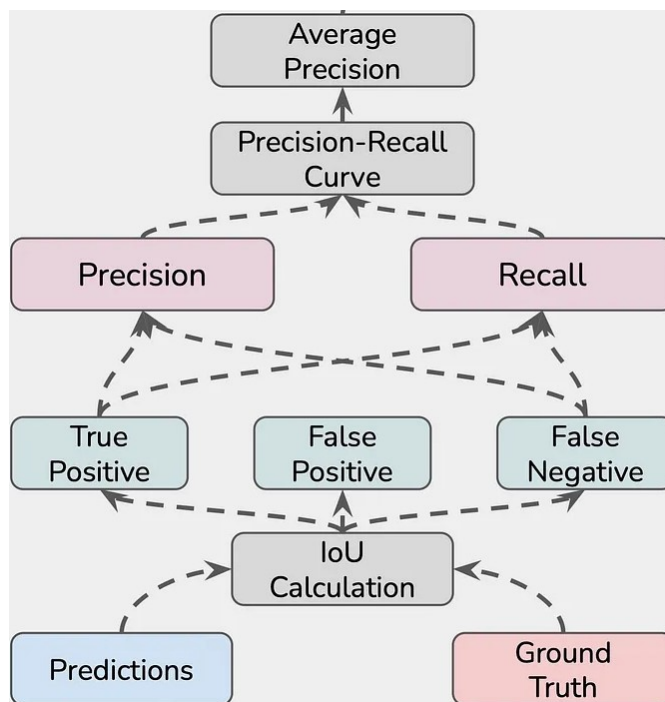 Average
Precision
Precision-Recall
Curve
Precision
Recall
True
Positive
False
Positive
False
Negative
IoU
Calculation
Predictions
Ground
Truth